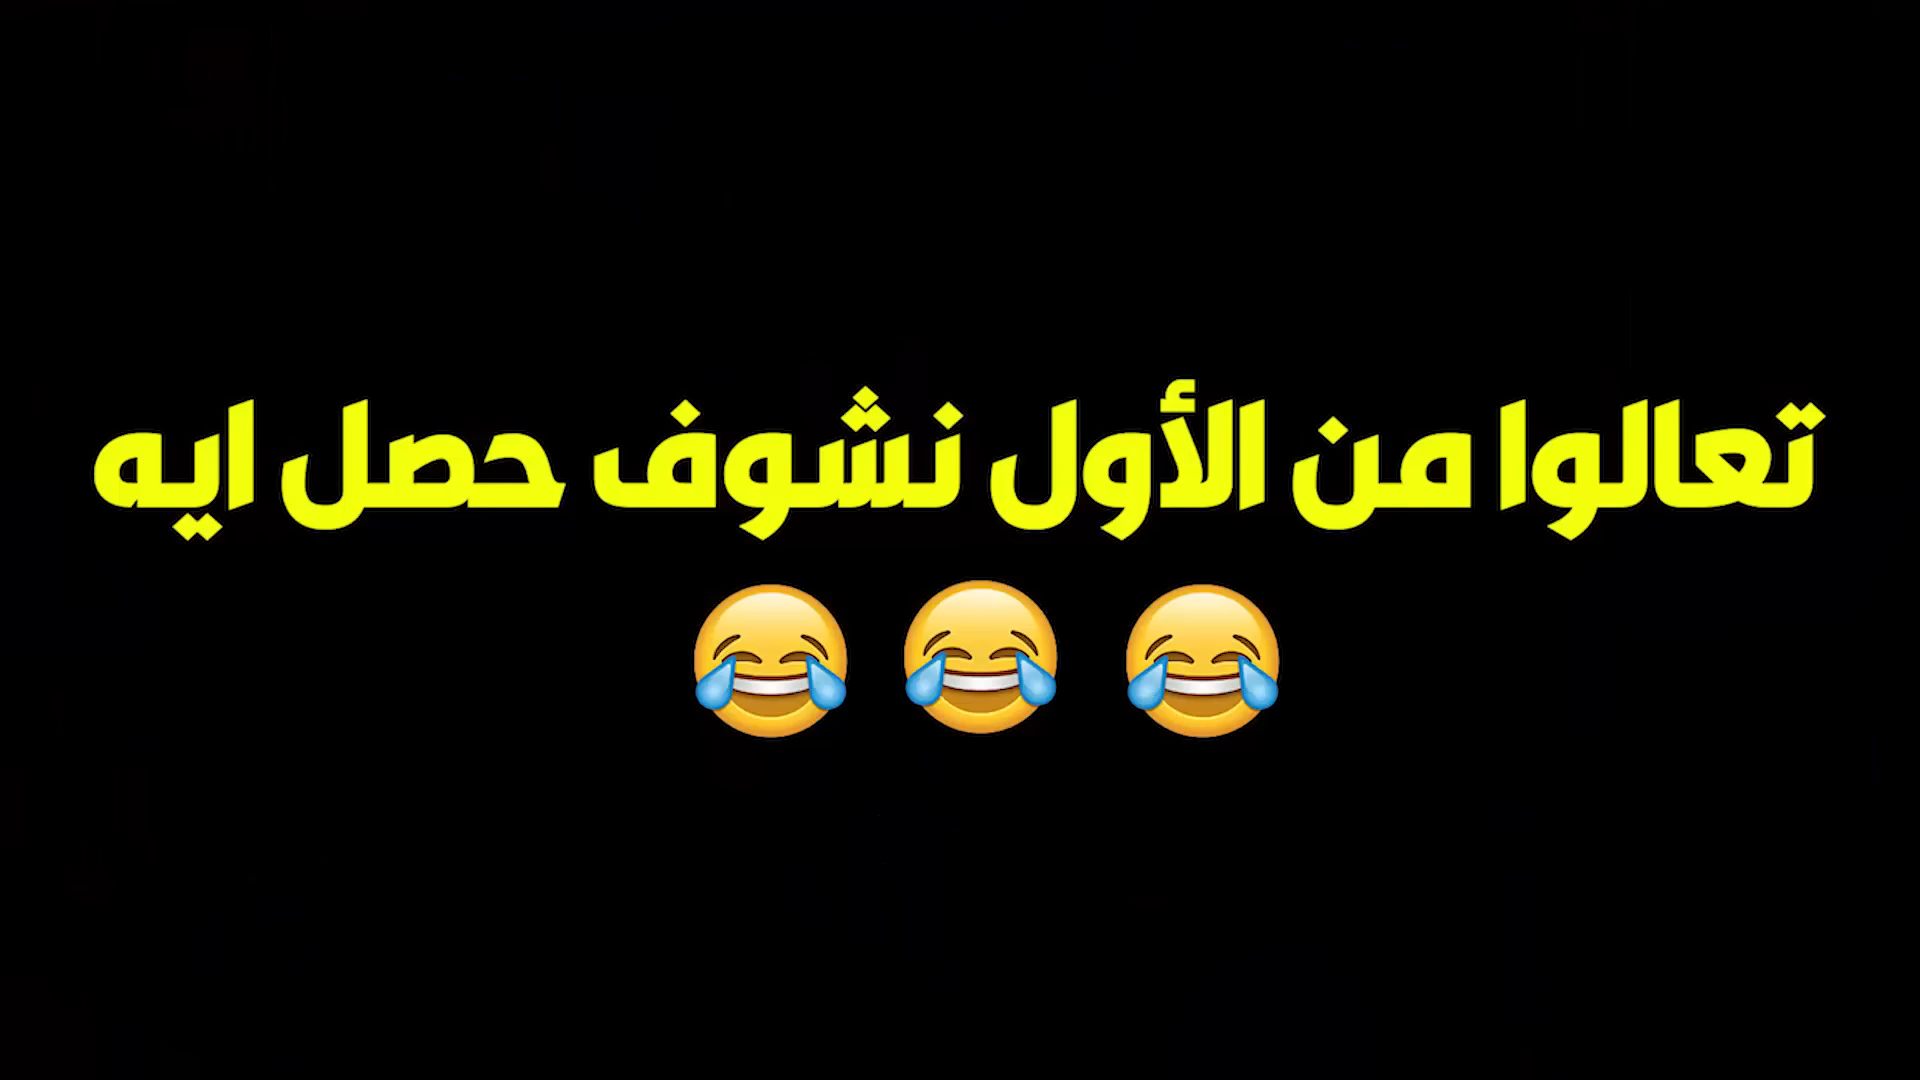 تعالوا من الأول نشوف حصل ايه
😂 😂 😂